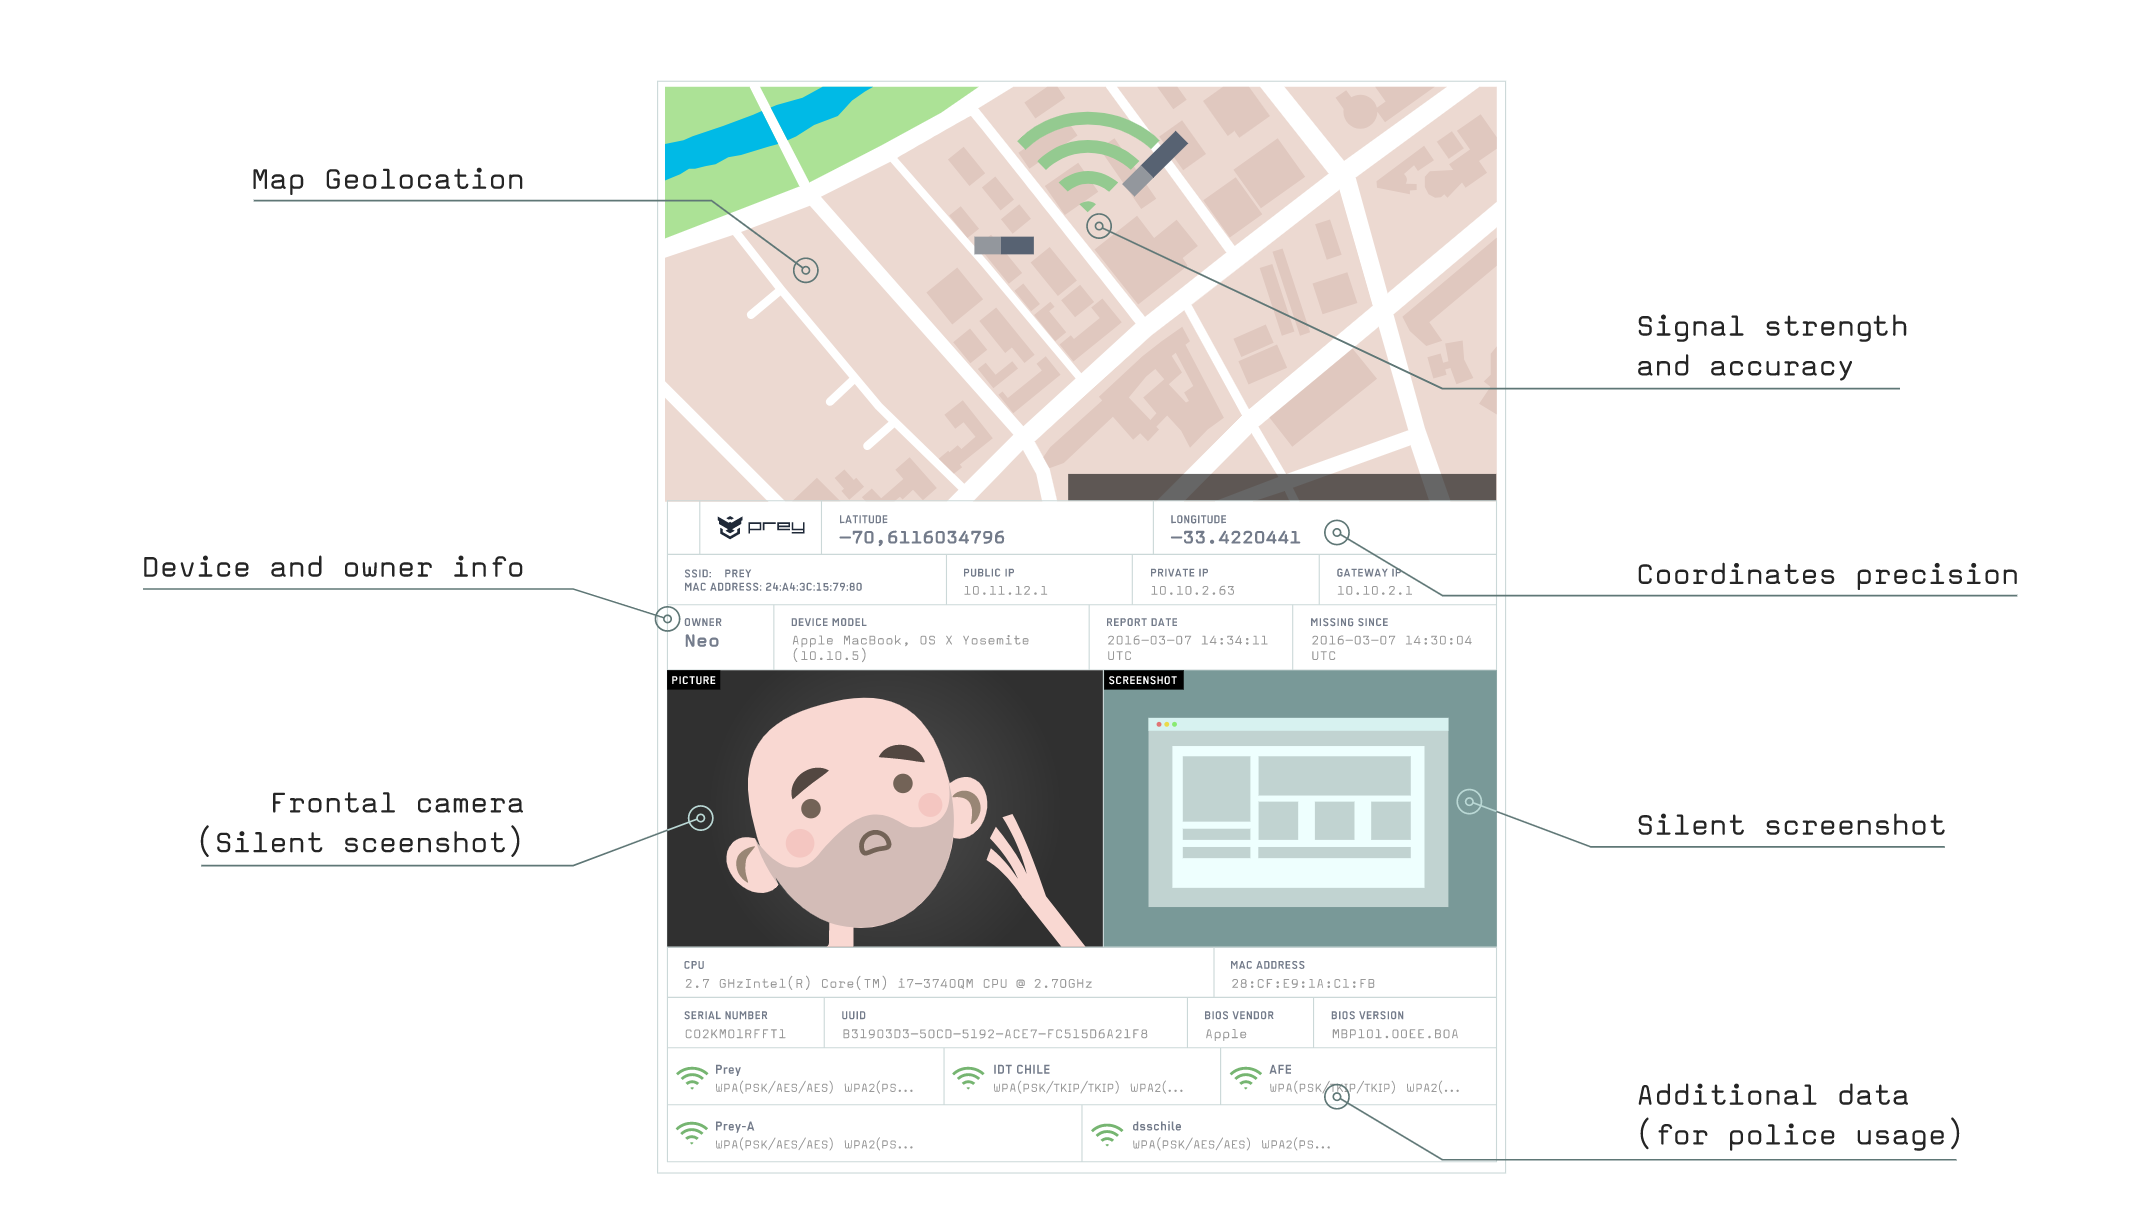 Map Geolocation
Signal strength
and accuracy
prey
LATITUDE
-70,6116034796
LONGITUDE
-33.4220441
Device and owner info
Coordinates precision
SSID: PREY
MAC ADDRESS: 24:A4:3C:15:79:80
PUBLIC IP
10.11.12.1
PRIVATE IP
10.10.2.63
GATEWAY IP
10.10.2.1
OWNER
Neo
DEVICE MODEL
Apple MacBook, OS X Yosemite
(10.10.5)
REPORT DATE
2016-03-07 14:34:11
UTC
MISSING SINCE
2016-03-07 14:30:04
UTC
PICTURE
SCREENSHOT
Frontal camera
(Silent sceenshot)
Silent screenshot
CPU
2.7 GHzIntel(R) Core(TM) i7-3740QM CPU @ 2.70GHz
MAC ADDRESS
28:CF:E9:1A:C1:FB
SERIAL NUMBER
C02KM01RFFT1
UUID
B31903D3-50CD-5192-ACE7-FC515D6A21F8
BIOS VENDOR
Apple
BIOS VERSION
MBP101.00EE.B0A
Prey
WPA(PSK/AES/AES) WPA2(PS...
IDT CHILE
WPA(PSK/TKIP/TKIP) WPA2(...
AFE
WPA(PSK/TKIP/TKIP) WPA2(...
Additional data
(for police usage)
Prey-A
WPA(PSK/AES/AES) WPA2(PS...
dsschile
WPA(PSK/AES/AES) WPA2(PS...